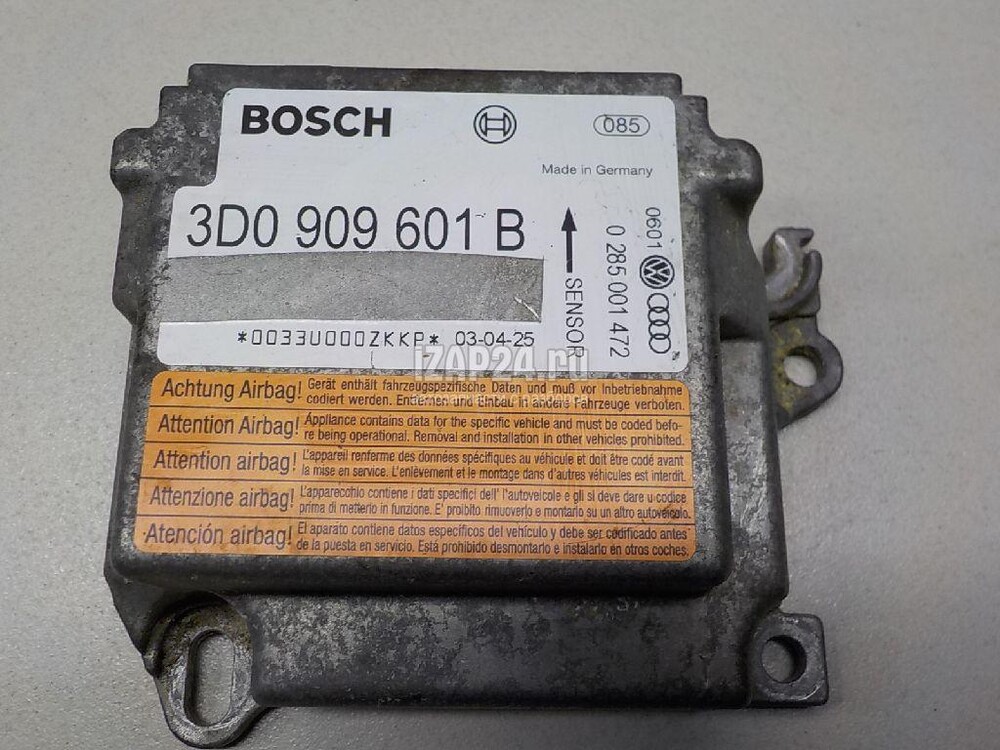 BOSCH
085
Made in Germany
3D0 909 601 B
SENSOR
0 285 001 472
0601
*0033U000ZKKP* 03-04-25
IZAP24.ru
Achtung Airbag! Gerät enthält fahrzeugspezifische Daten und muß vor Inbetriebnahme
codiert werden. Entfernen und Einbau in andere Fahrzeuge verboten.
Attention Airbag! Appliance contains data for the specific vehicle and must be coded befo-
re being operational. Removal and installation in other vehicles prohibited.
Attention airbag! L'appareil renferme des données spécifiques au véhicule et doit être codé avant
la mise en service. L'enlèvement et le montage dans d'autres véhicules est interdit.
Attenzione airbag! L'apparecchio contiene i dati specifici dell' l'autoveicole e gli si deve dare u codice
prima di metterlo in funzione. E' proibito rimuoverlo e montarlo su un altro autoveicolo.
Atención airbag! El aparato contiene datos específicos del vehículo y debe ser codificado antes
de la puesta en servicio. Está prohibido desmontarlo e instalarlo en otros coches.